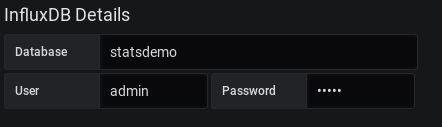 InfluxDB Details
Database statsdemo
User admin Password •••••